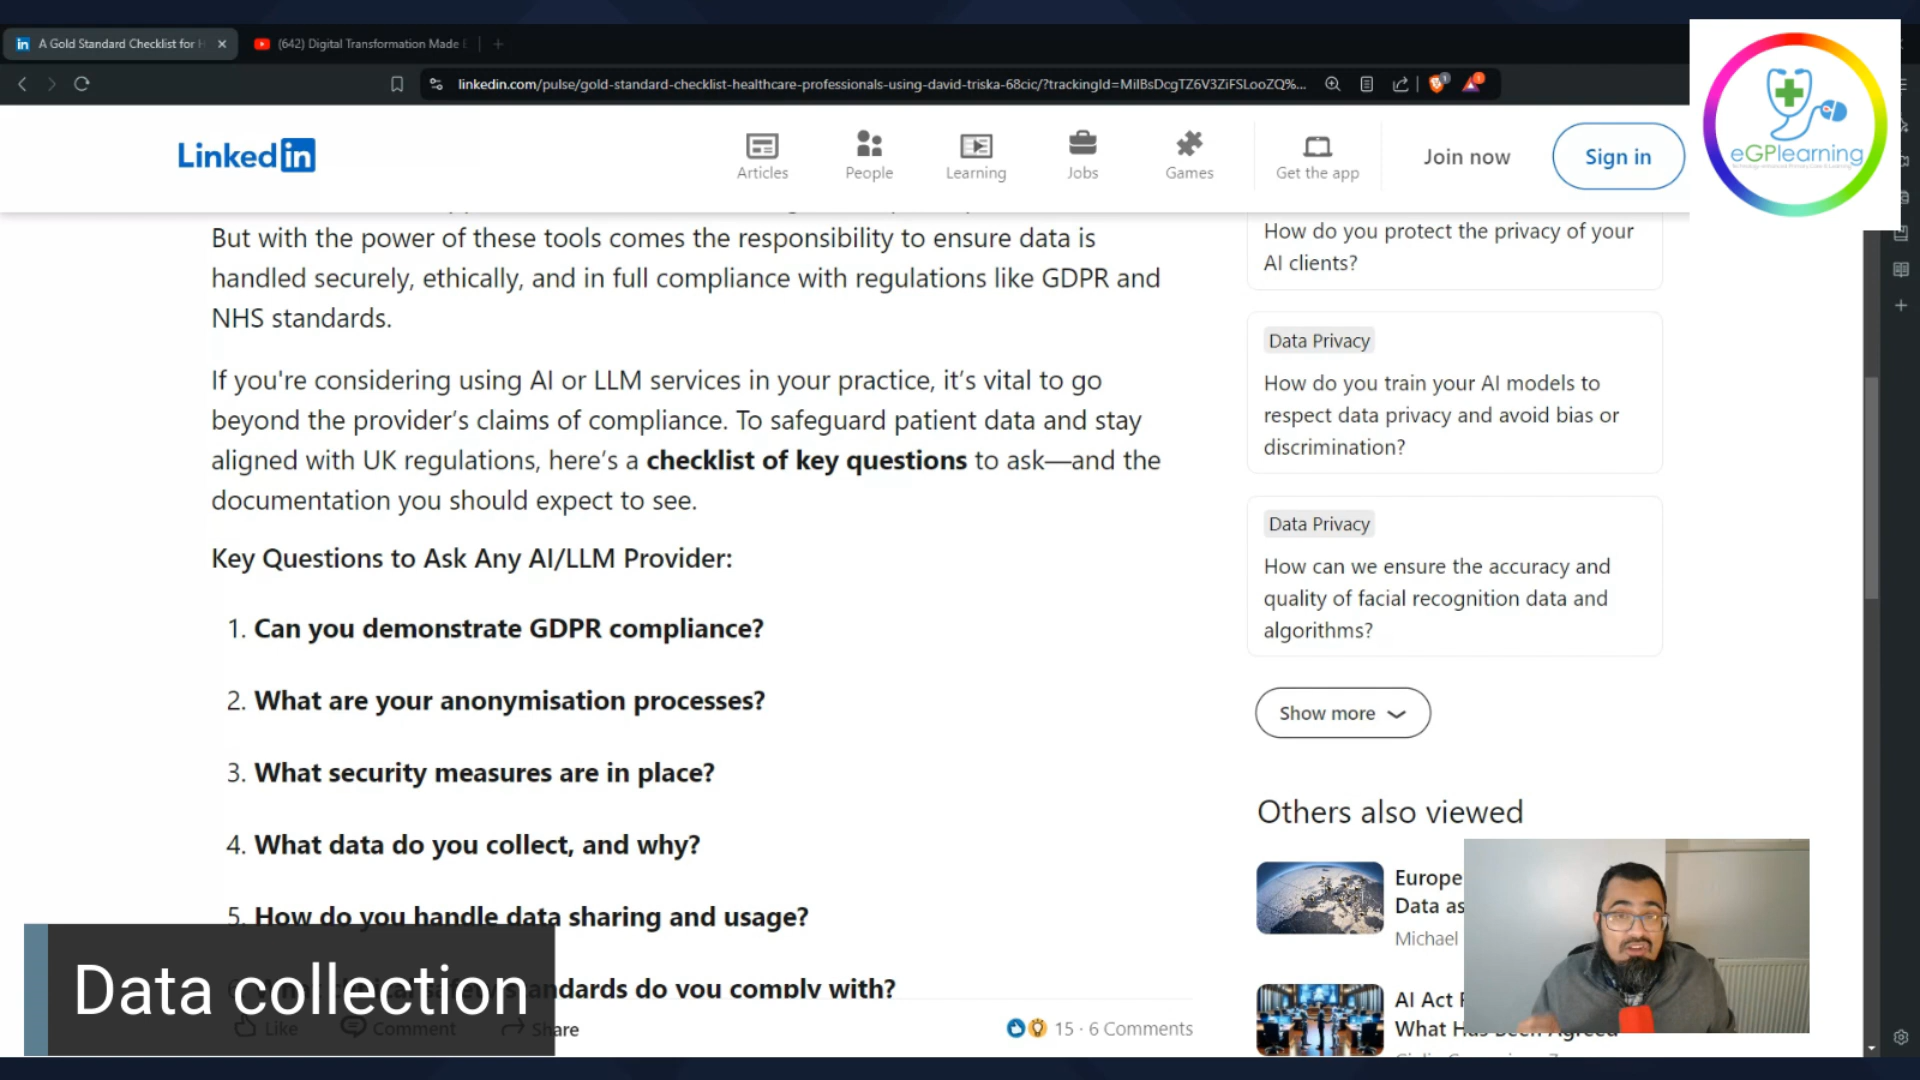 A Gold Standard Checklist for
(642) Digital Transformation Made
linkedin.com/pulse/gold-standard-checklist-healthcare-professionals-using-david-triska-68cic/?trackingId=MilBsDcgTZ6V3ZiFSLooZQ%...
LinkedIn
Articles
People
Learning
Jobs
Games
Get the app
Join now
Sign in
eGPlearning
But with the power of these tools comes the responsibility to ensure data is
handled securely, ethically, and in full compliance with regulations like GDPR and
NHS standards.
If you're considering using AI or LLM services in your practice, it's vital to go
beyond the provider's claims of compliance. To safeguard patient data and stay
aligned with UK regulations, here's a checklist of key questions to ask—and the
documentation you should expect to see.
Key Questions to Ask Any AI/LLM Provider:
1. Can you demonstrate GDPR compliance?
2. What are your anonymisation processes?
3. What security measures are in place?
4. What data do you collect, and why?
5. How do you handle data sharing and usage?
standards do you comply with?
Like
Comment
Share
15 · 6 Comments
How do you protect the privacy of your
AI clients?
Data Privacy
How do you train your AI models to
respect data privacy and avoid bias or
discrimination?
Data Privacy
How can we ensure the accuracy and
quality of facial recognition data and
algorithms?
Show more
Others also viewed
Europe
Data as
Michael
AI Act
What Has Been Agreed
Data collection